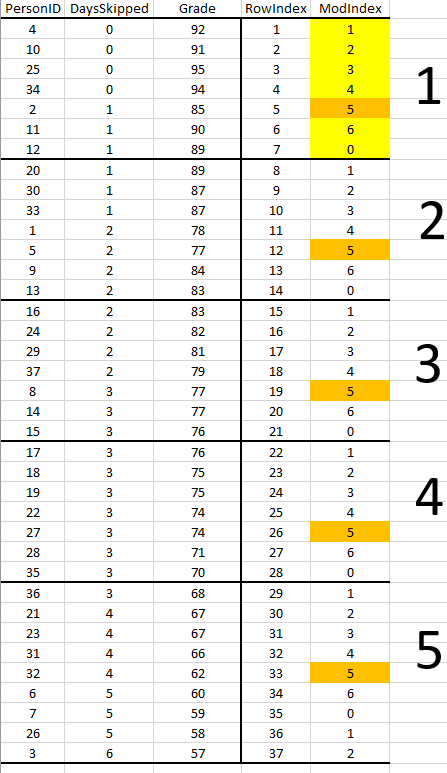 PersonID DaysSkipped Grade RowIndex ModIndex
4 0 92 1 1
10 0 91 2 2
25 0 95 3 3
34 0 94 4 4
2 1 85 5 5
11 1 90 6 6
12 1 89 7 0
1
20 1 89 8 1
30 1 87 9 2
33 1 87 10 3
1 2 78 11 4
5 2 77 12 5
9 2 84 13 6
13 2 83 14 0
2
16 2 83 15 1
24 2 82 16 2
29 2 81 17 3
37 2 79 18 4
8 3 77 19 5
14 3 77 20 6
15 3 76 21 0
3
17 3 76 22 1
18 3 75 23 2
19 3 75 24 3
22 3 74 25 4
27 3 74 26 5
28 3 71 27 6
35 3 70 28 0
4
36 3 68 29 1
21 4 67 30 2
23 4 67 31 3
31 4 66 32 4
32 4 62 33 5
6 5 60 34 6
7 5 59 35 0
26 5 58 36 1
3 6 57 37 2
5